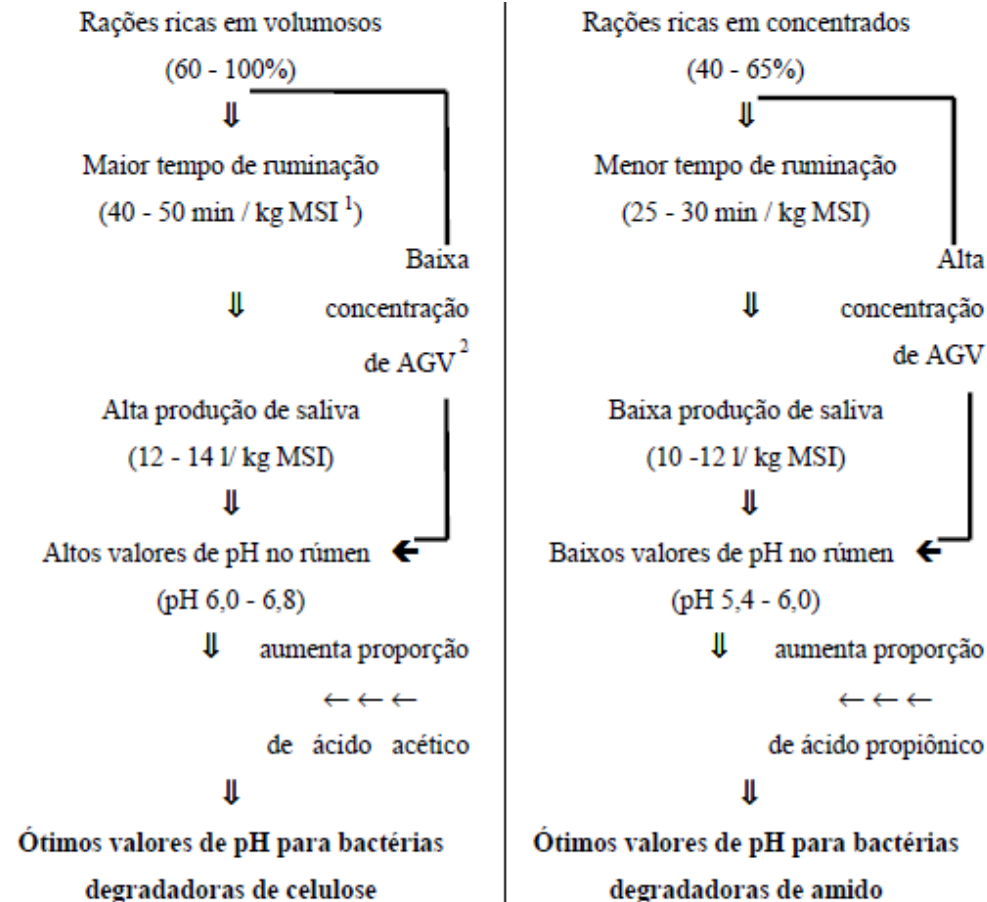 Rações ricas em volumosos
(60 - 100%)
⇓
Maior tempo de ruminação
(40 - 50 min / kg MSI ¹)
Baixa
⇓ concentração
de AGV ²
Alta produção de saliva
(12 - 14 l/ kg MSI)
⇓
Altos valores de pH no rúmen
(pH 6,0 - 6,8)
⇓ aumenta proporção
← ← ←
de ácido acético
⇓
Ótimos valores de pH para bactérias
degradadoras de celulose
Rações ricas em concentrados
(40 - 65%)
⇓
Menor tempo de ruminação
(25 - 30 min / kg MSI)
Alta
⇓ concentração
de AGV
Baixa produção de saliva
(10 -12 l/ kg MSI)
⇓
Baixos valores de pH no rúmen
(pH 5,4 - 6,0)
⇓ aumenta proporção
← ← ←
de ácido propiônico
⇓
Ótimos valores de pH para bactérias
degradadoras de amido